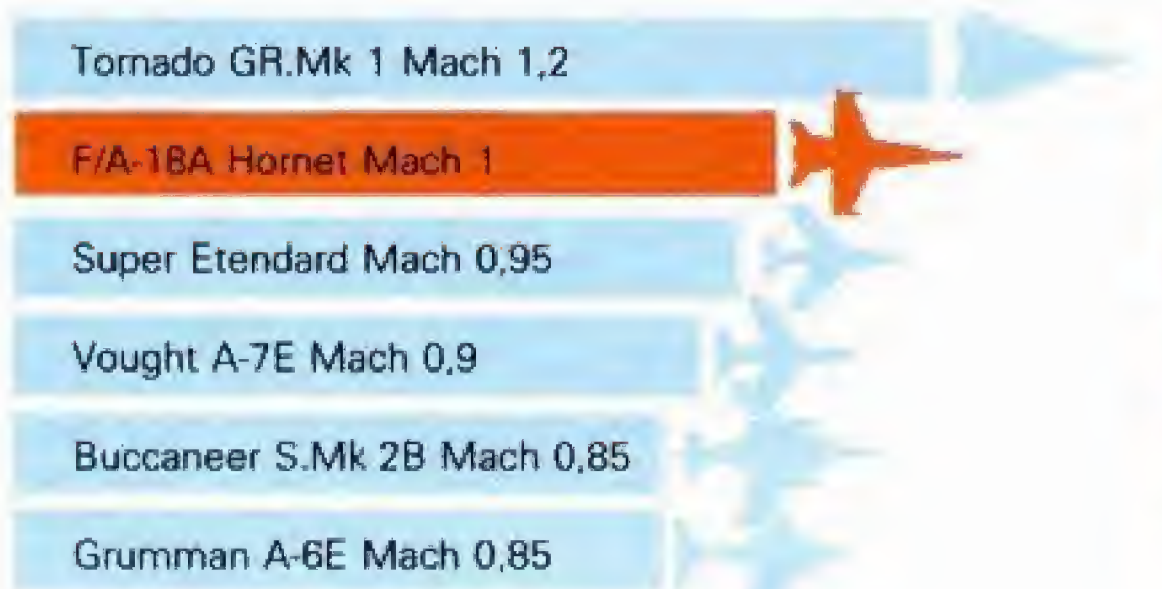 Tornado GR.Mk 1 Mach 1,2
F/A-18A Hornet Mach 1
Super Etendard Mach 0,95
Vought A-7E Mach 0,9
Buccaneer S.Mk 2B Mach 0,85
Grumman A-6E Mach 0,85